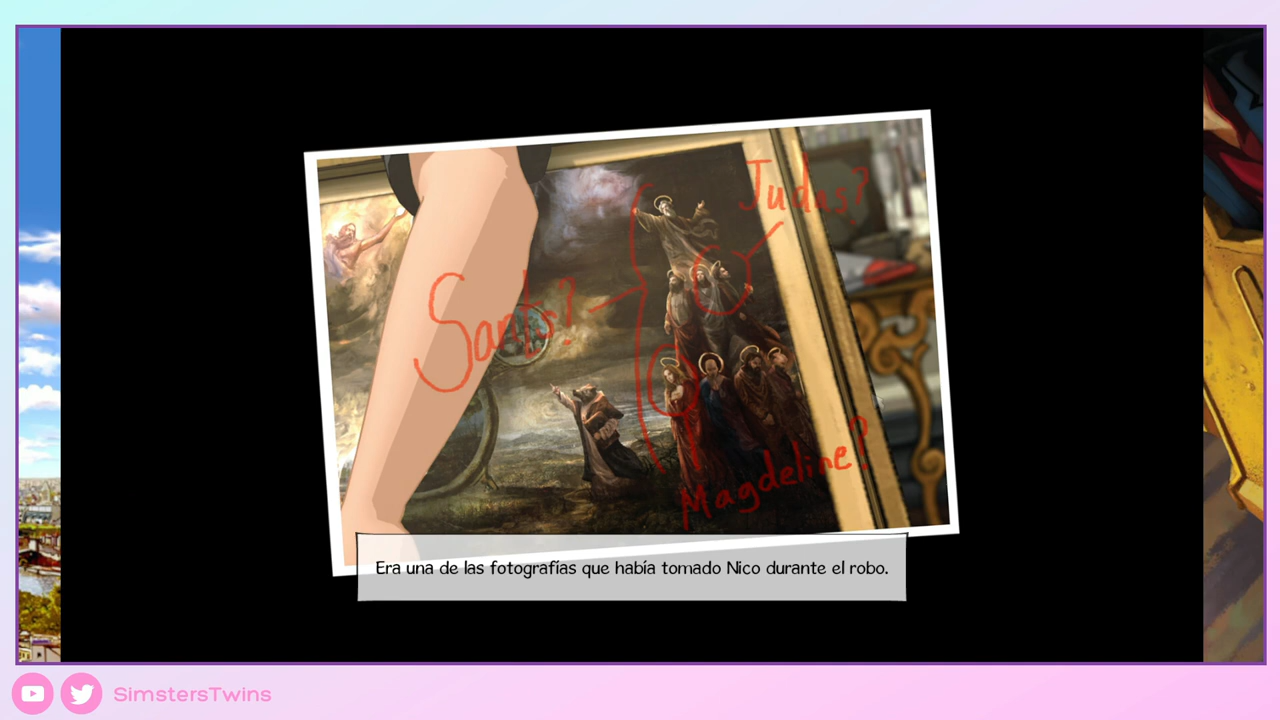 Judas?
Saints?
Magdeline?
Era una de las fotografías que había tomado Nico durante el robo.
SimstersTwins